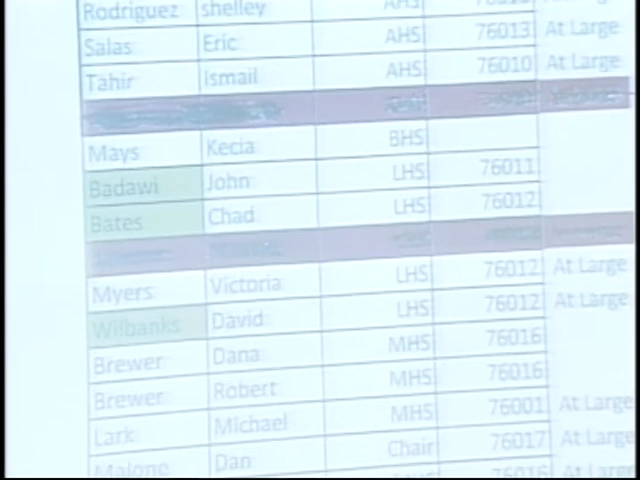 Rodriguez shelley AHS
Salas Eric AHS 76013 At Large
Tahir Ismail AHS 76010 At Large
Mays Kecia BHS
Badawi John LHS 76011
Bates Chad LHS 76012
Myers Victoria LHS 76012 At Large
Wilbanks David LHS 76012 At Large
Brewer Dana MHS 76016
Brewer Robert MHS 76016
Lark Michael MHS 76001 At Large
Malone Dan Chair 76017 At Large
76016 At Large